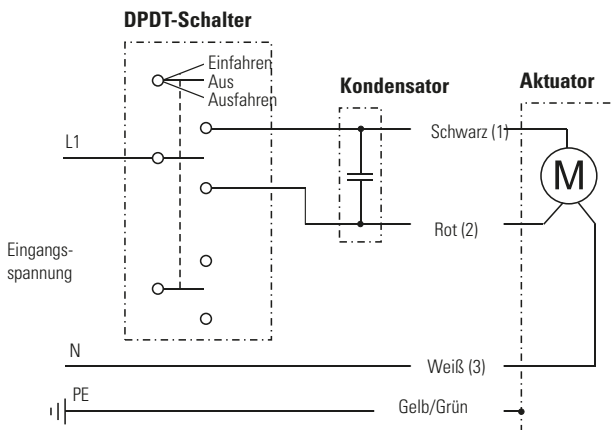 DPDT-Schalter
Einfahren
Aus
Ausfahren
Kondensator
Aktuator
L1
Schwarz (1)
M
Rot (2)
Eingangs-
spannung
N
Weiß (3)
PE
Gelb/Grün